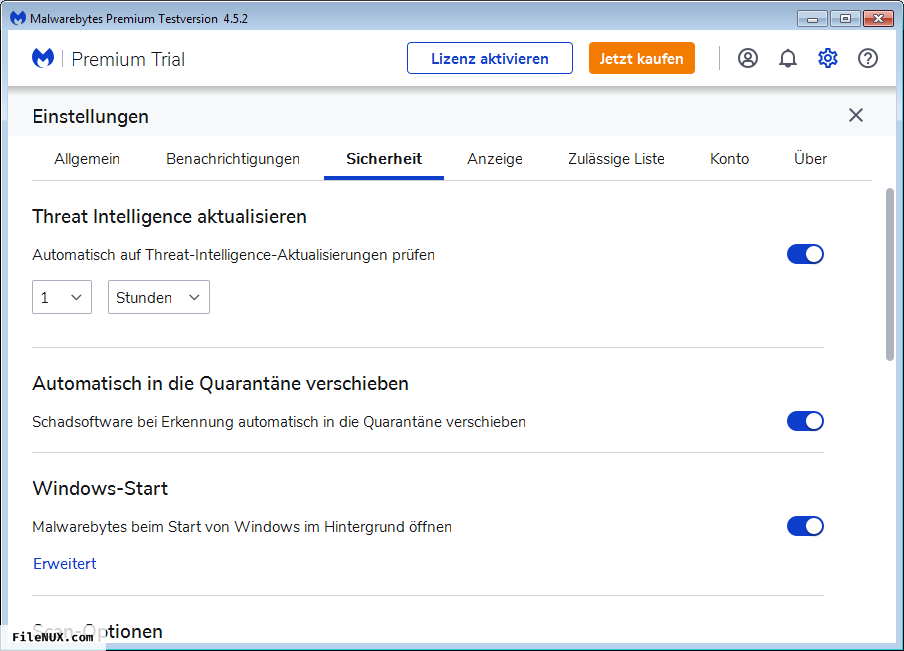 Malwarebytes Premium Testversion 4.5.2
Premium Trial
Lizenz aktivieren
Jetzt kaufen
Einstellungen
Allgemein Benachrichtigungen Sicherheit Anzeige Zulässige Liste Konto Über
Threat Intelligence aktualisieren
Automatisch auf Threat-Intelligence-Aktualisierungen prüfen
1 Stunden
Automatisch in die Quarantäne verschieben
Schadsoftware bei Erkennung automatisch in die Quarantäne verschieben
Windows-Start
Malwarebytes beim Start von Windows im Hintergrund öffnen
Erweitert
Scan-Optionen
FileNUX.com